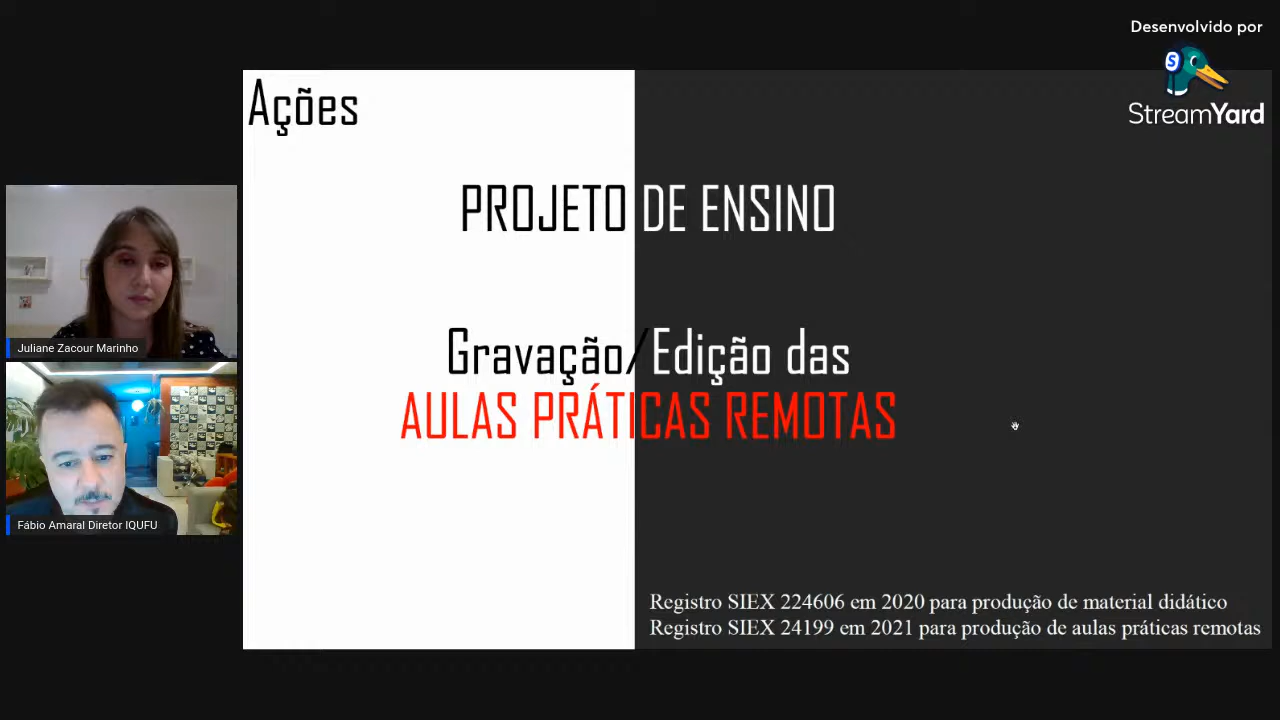 Desenvolvido por
StreamYard
Ações
PROJETO DE ENSINO
Gravação/Edição das
AULAS PRÁTICAS REMOTAS
Juliane Zacour Marinho
Fábio Amaral Diretor IQUFU
Registro SIEX 224606 em 2020 para produção de material didático
Registro SIEX 24199 em 2021 para produção de aulas práticas remotas